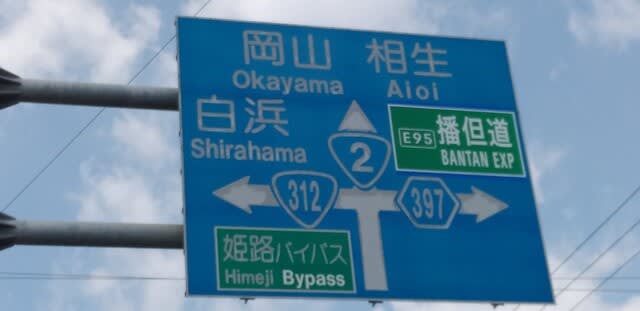 岡山 相生
Okayama Aioi
白浜
Shirahama
2
E95 播但道
BANTAN EXP
312
397
姫路バイパス
Himeji Bypass